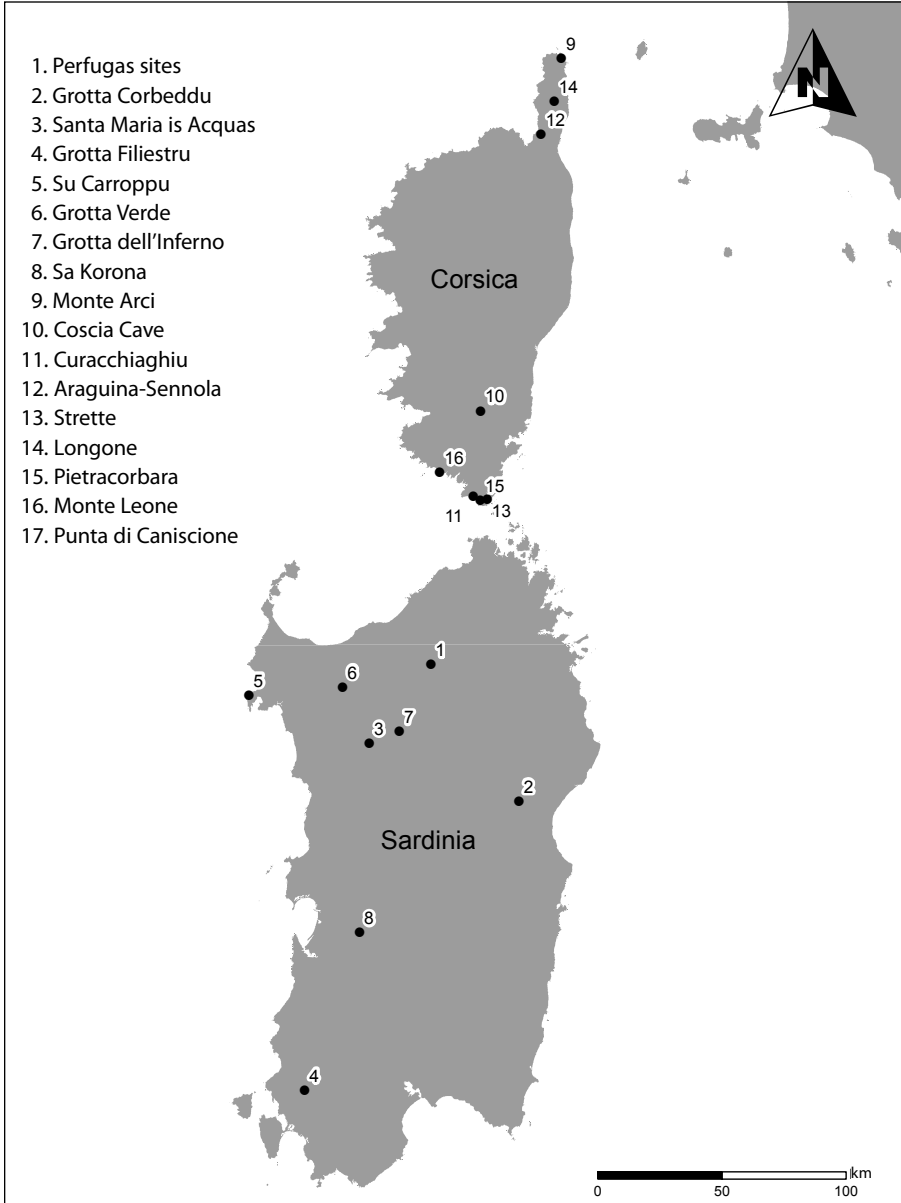 1. Perfugas sites
2. Grotta Corbeddu
3. Santa Maria is Acquas
4. Grotta Filiestru
5. Su Carroppu
6. Grotta Verde
7. Grotta dell'Inferno
8. Sa Korona
9. Monte Arci
10. Coscia Cave
11. Curacchiaghiu
12. Araguina-Sennola
13. Strette
14. Longone
15. Pietracorbara
16. Monte Leone
17. Punta di Caniscione
N
9
14
12
Corsica
10
16
15
11
13
1
6
5
7
3
2
Sardinia
8
4
km
0 50 100